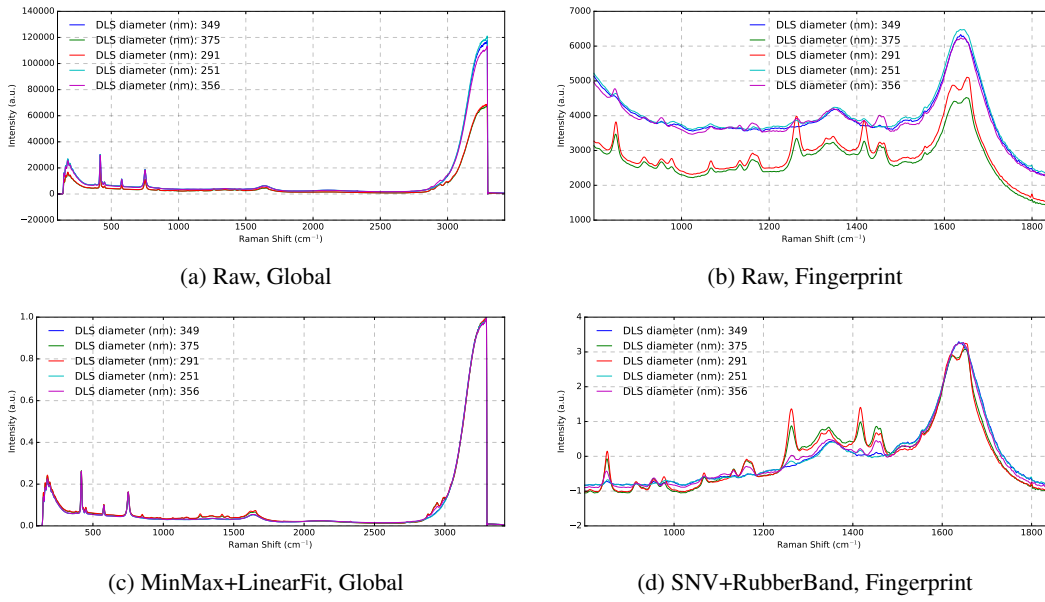 140000
120000
100000
80000
60000
40000
20000
0
−20000
Intensity (a.u.)
DLS diameter (nm): 349
DLS diameter (nm): 375
DLS diameter (nm): 291
DLS diameter (nm): 251
DLS diameter (nm): 356
500 1000 1500 2000 2500 3000
Raman Shift (cm⁻¹)
(a) Raw, Global
7000
6000
5000
4000
3000
2000
1000
Intensity (a.u.)
DLS diameter (nm): 349
DLS diameter (nm): 375
DLS diameter (nm): 291
DLS diameter (nm): 251
DLS diameter (nm): 356
1000 1200 1400 1600 1800
Raman Shift (cm⁻¹)
(b) Raw, Fingerprint
1.0
0.8
0.6
0.4
0.2
0.0
Intensity (a.u.)
DLS diameter (nm): 349
DLS diameter (nm): 375
DLS diameter (nm): 291
DLS diameter (nm): 251
DLS diameter (nm): 356
500 1000 1500 2000 2500 3000
Raman Shift (cm⁻¹)
(c) MinMax+LinearFit, Global
4
3
2
1
0
−1
−2
Intensity (a.u.)
DLS diameter (nm): 349
DLS diameter (nm): 375
DLS diameter (nm): 291
DLS diameter (nm): 251
DLS diameter (nm): 356
1000 1200 1400 1600 1800
Raman Shift (cm⁻¹)
(d) SNV+RubberBand, Fingerprint